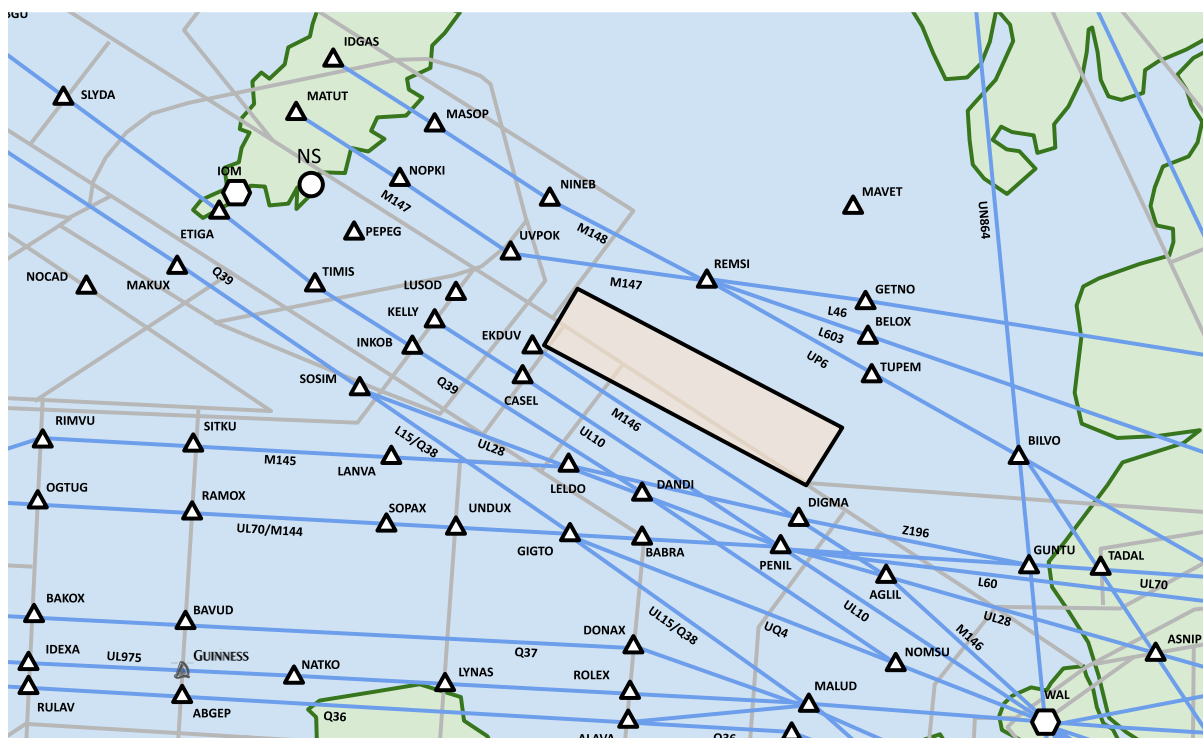 IDGAS
SLYDA
MATUT
MASOP
NS
IOM
NOPKI
NINEB
M147
MAVET
ETIGA
PEPEG
UVPOK
M148
UN864
NOCAD
MAKUX
Q39
TIMIS
LUSOD
M147
REMSI
GETNO
KELLY
L46
BELOX
INKOB
EKDUV
L603
UP6
TUPEM
SOSIM
Q39
CASEL
RIMVU
SITKU
L15/Q38
UL28
UL10
M146
BILVO
M145
LANVA
LELDO
DANDI
OGTUG
RAMOX
SOPAX
UNDUX
DIGMA
UL70/M144
GIGTO
BABRA
PENIL
Z196
GUNTU
TADAL
L60
UL70
AGLIL
BAKOX
BAVUD
UL15/Q38
UL10
UL28
DONAX
UQ4
M146
ASNIP
IDEXA
UL975
GUINNESS
Q37
NOMSU
NATKO
LYNAS
ROLEX
MALUD
WAL
RULAV
ABGEP
Q36